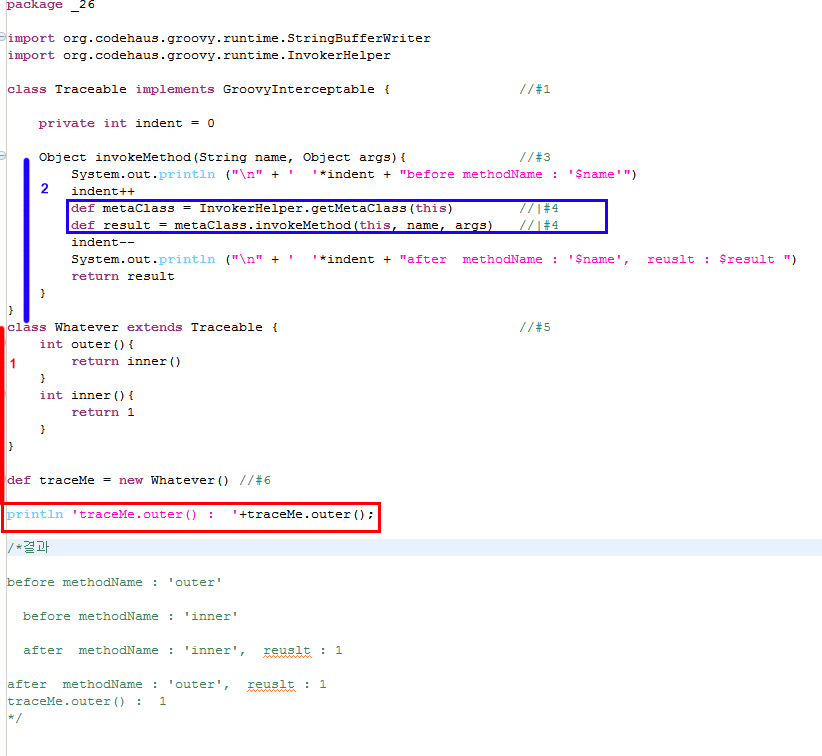 package _26
import org.codehaus.groovy.runtime.StringBufferWriter
import org.codehaus.groovy.runtime.InvokerHelper
class Traceable implements GroovyInterceptable { //#1
private int indent = 0
Object invokeMethod(String name, Object args){ //#3
System.out.println ("\n" + '  '*indent + "before methodName : '$name'")
2
indent++
def metaClass = InvokerHelper.getMetaClass(this) //|#4
def result = metaClass.invokeMethod(this, name, args) //|#4
indent--
System.out.println ("\n" + '  '*indent + "after  methodName : '$name',  reuslt : $result ")
return result
}
}
class Whatever extends Traceable { //#5
int outer(){
1
return inner()
}
int inner(){
return 1
}
}
def traceMe = new Whatever() //#6
println 'traceMe.outer() :  '+traceMe.outer();
/*결과
before methodName : 'outer'
before methodName : 'inner'
after  methodName : 'inner',  reuslt : 1
after  methodName : 'outer',  reuslt : 1
traceMe.outer() :  1
*/